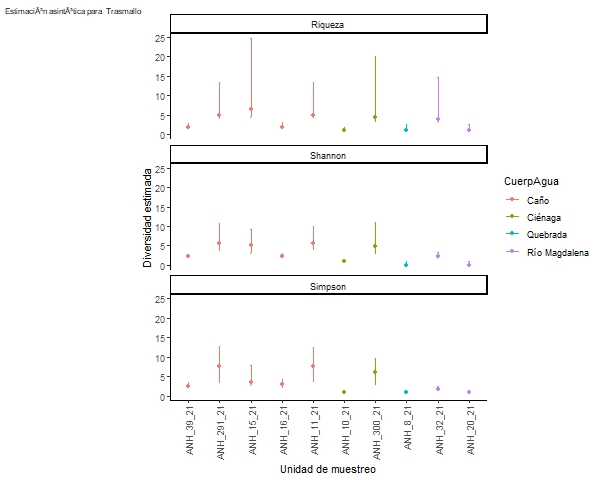 EstimaciÃ³n asintÃ³tica para Trasmallo
Riqueza
25
20
15
10
5
0
Shannon
25
20
15
10
5
0
Simpson
25
20
15
10
5
0
Diversidad estimada
ANH_39_21
ANH_291_21
ANH_15_21
ANH_16_21
ANH_11_21
ANH_10_21
ANH_300_21
ANH_8_21
ANH_32_21
ANH_20_21
Unidad de muestreo
CuerpAgua
Caño
Ciénaga
Quebrada
Río Magdalena